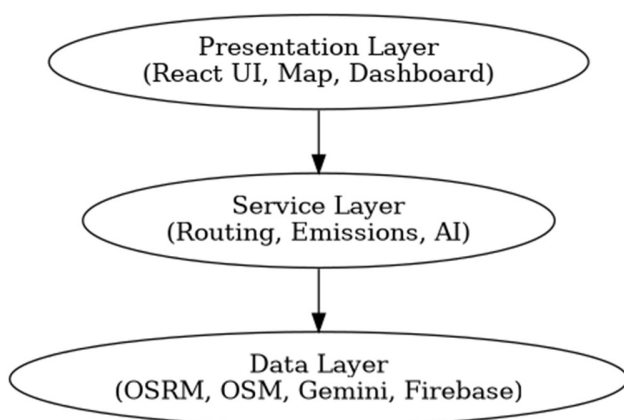 Presentation Layer
(React UI, Map, Dashboard)
Service Layer
(Routing, Emissions, AI)
Data Layer
(OSRM, OSM, Gemini, Firebase)